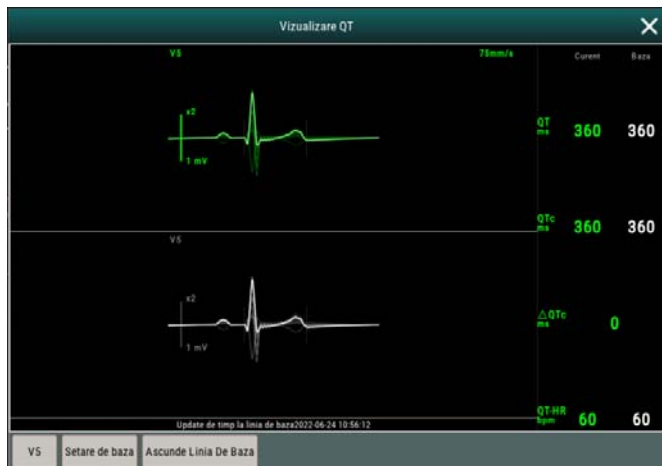 Vizualizare QT
V5 75mm/s Curent Baza
x2
1 mV
QT ms 360 360
QTc ms 360 360
V5
x2
1 mV
△QTc ms 0
QT-HR bpm 60 60
Update de timp la linia de baza2022-06-24 10:56:12
V5 Setare de baza Ascunde Linia De Baza